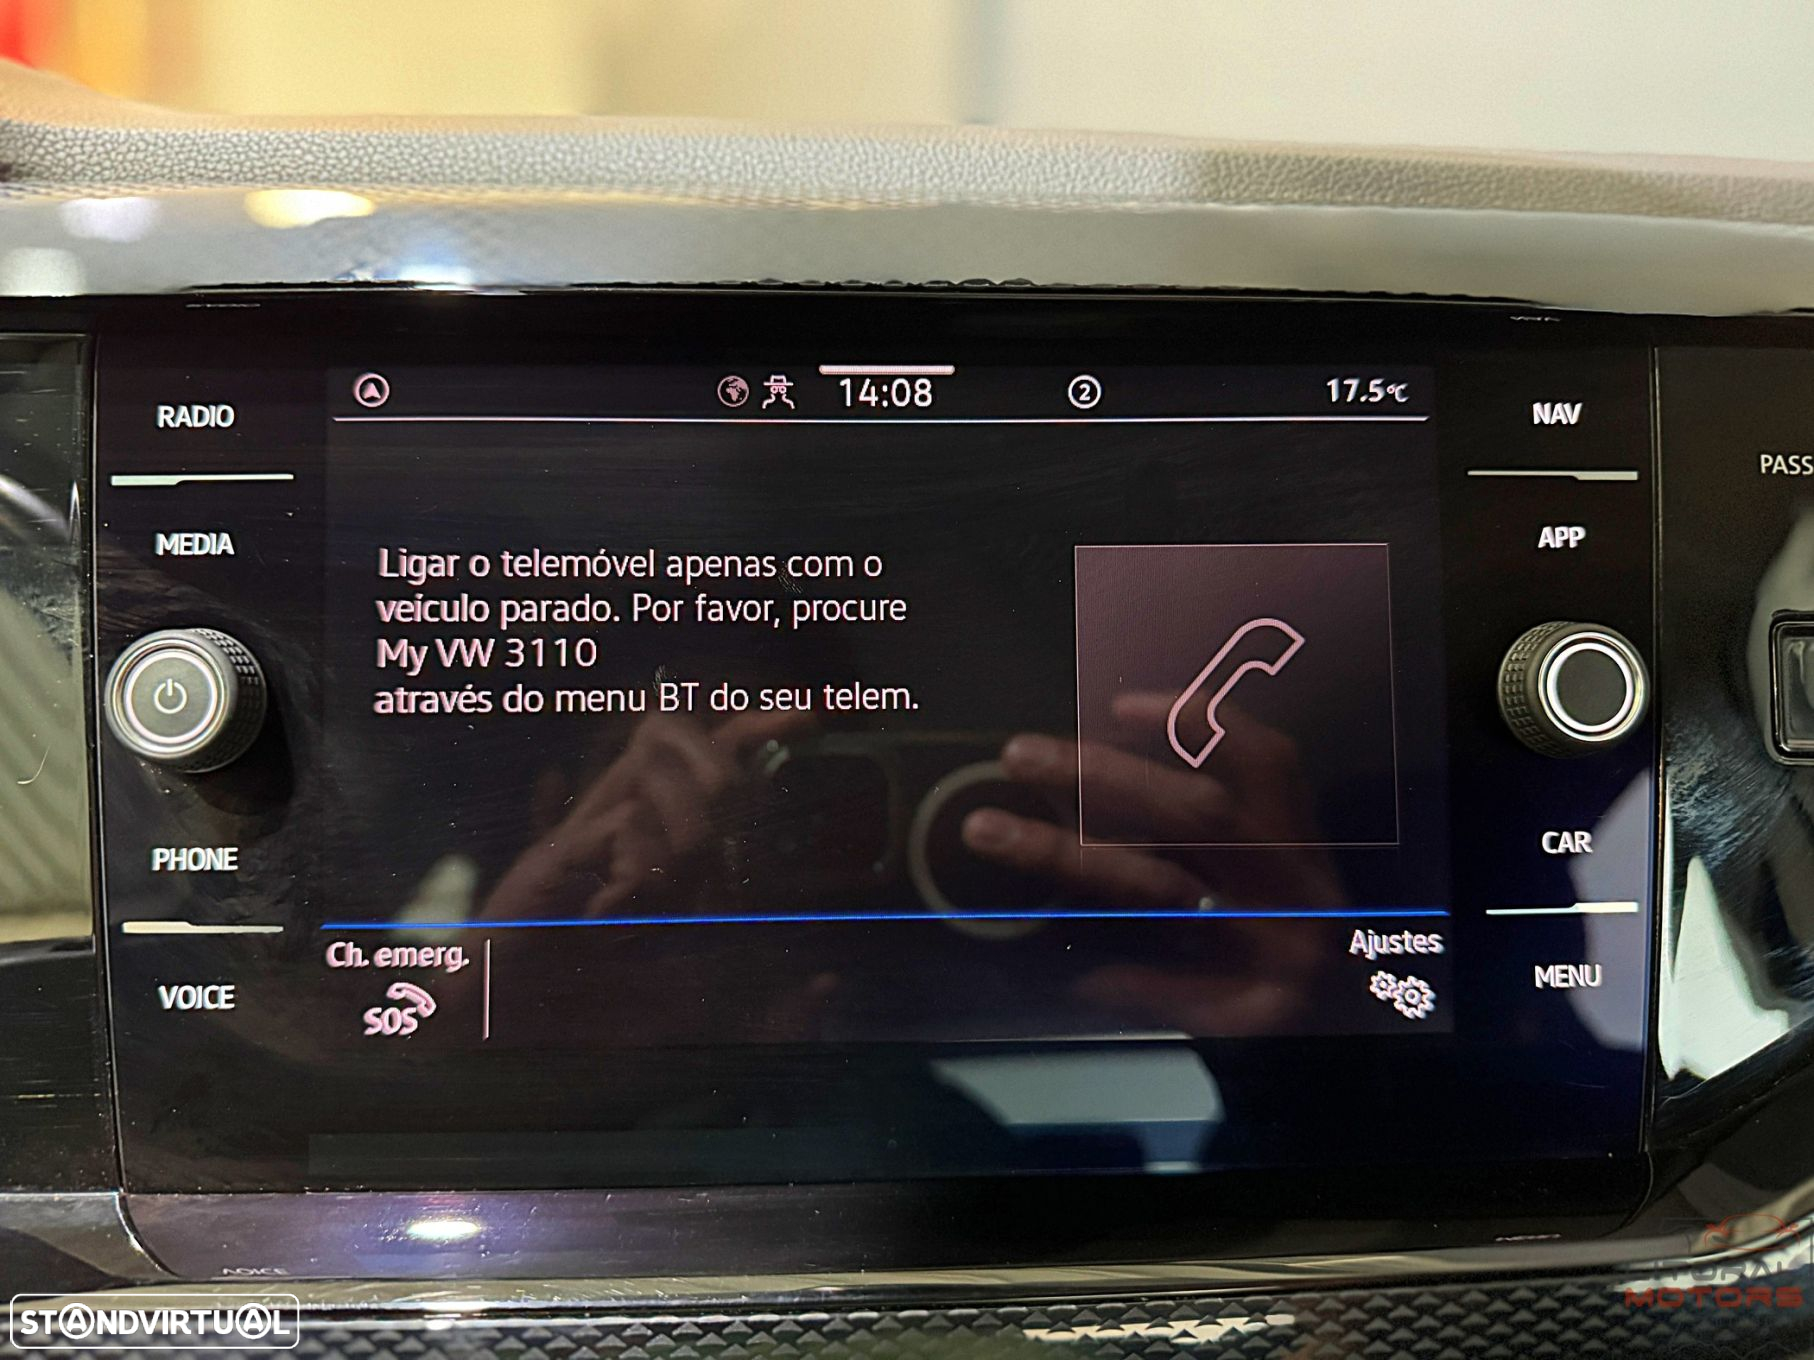 RADIO
MEDIA
PHONE
VOICE
14:08
2
17.5°C
Ligar o telemóvel apenas com o
veículo parado. Por favor, procure
My VW 3110
através do menu BT do seu telem.
Ch. emerg.
SOS
Ajustes
NAV
APP
CAR
MENU
PASS
STANDVIRTUAL
MOTORS